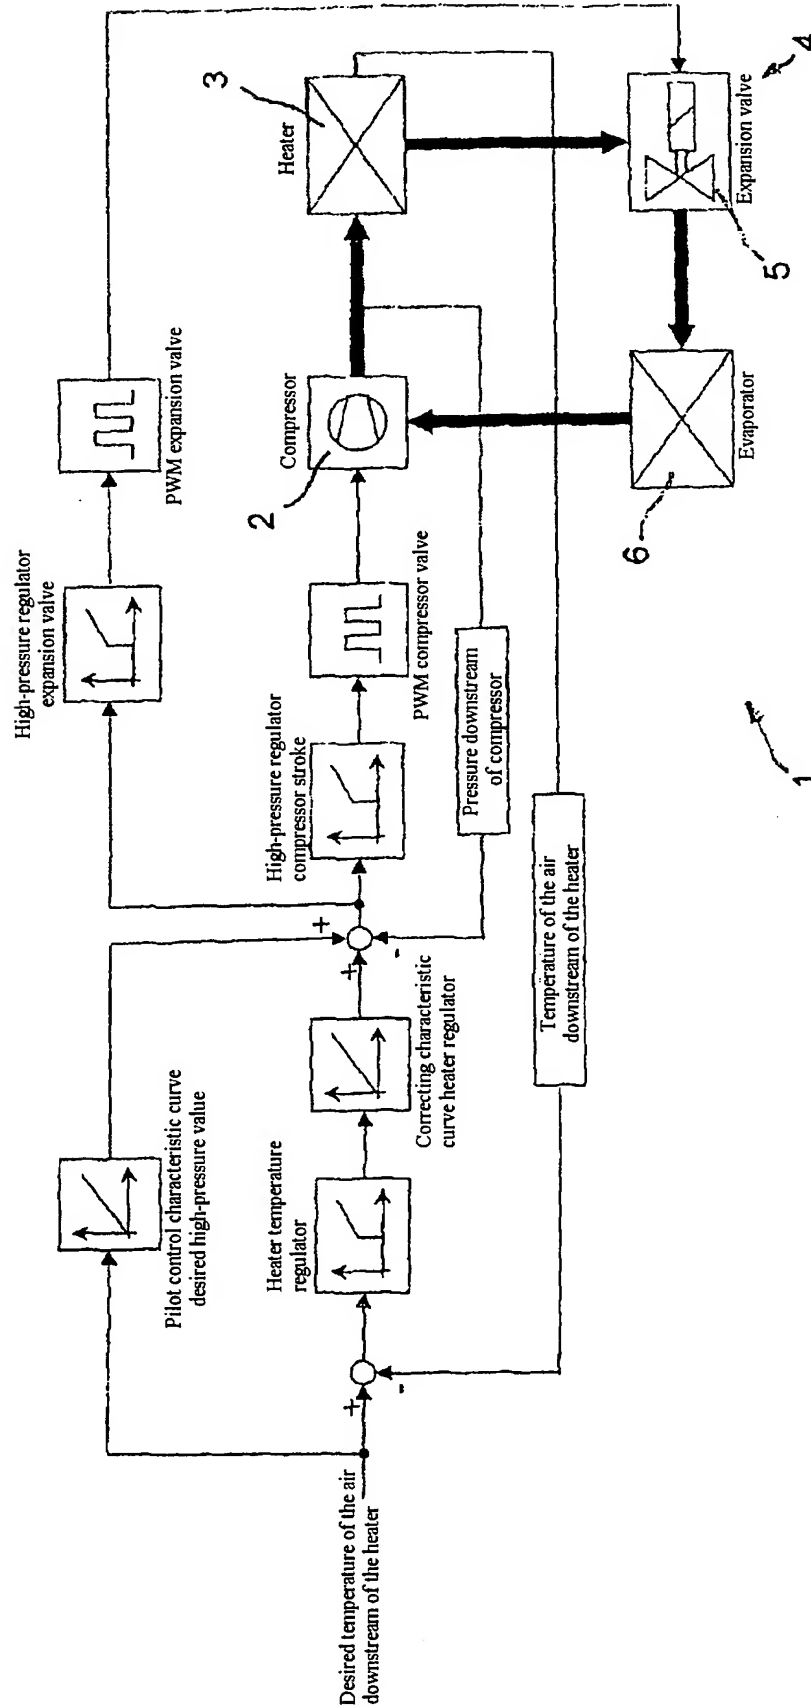 Desired temperature of the air
downstream of the heater
+
-
Pilot control characteristic curve
desired high-pressure value
Heater temperature
regulator
Correcting characteristic
curve heater regulator
+
+
-
High-pressure regulator
expansion valve
PWM expansion valve
High-pressure regulator
compressor stroke
PWM compressor valve
Compressor
2
Heater
3
Pressure downstream
of compressor
Temperature of the air
downstream of the heater
Expansion valve
4
5
Evaporator
6
1